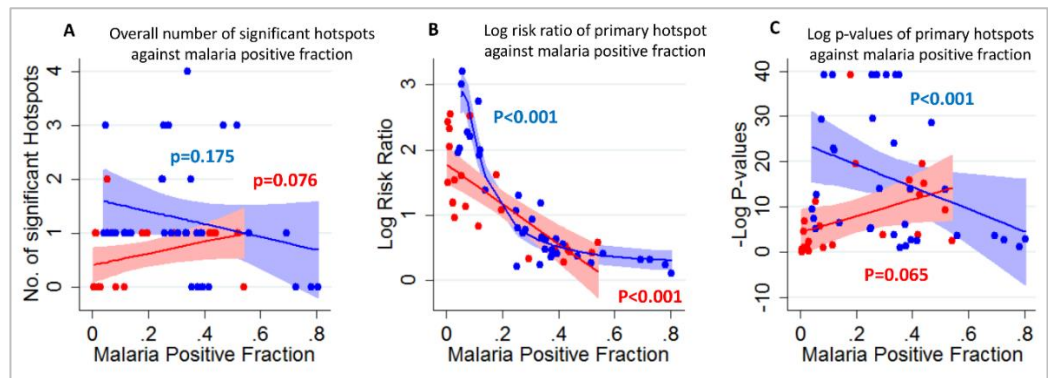 A
Overall number of significant hotspots
against malaria positive fraction
No. of significant Hotspots
4
3
2
1
0
p=0.175
p=0.076
0 .2 .4 .6 .8
Malaria Positive Fraction
B
Log risk ratio of primary hotspot
against malaria positive fraction
Log Risk Ratio
3
2
1
0
P<0.001
P<0.001
0 .2 .4 .6 .8
Malaria Positive Fraction
C
Log p-values of primary hotspots
against malaria positive fraction
-Log P-values
40
30
20
10
0
-10
P<0.001
P=0.065
0 .2 .4 .6 .8
Malaria Positive Fraction